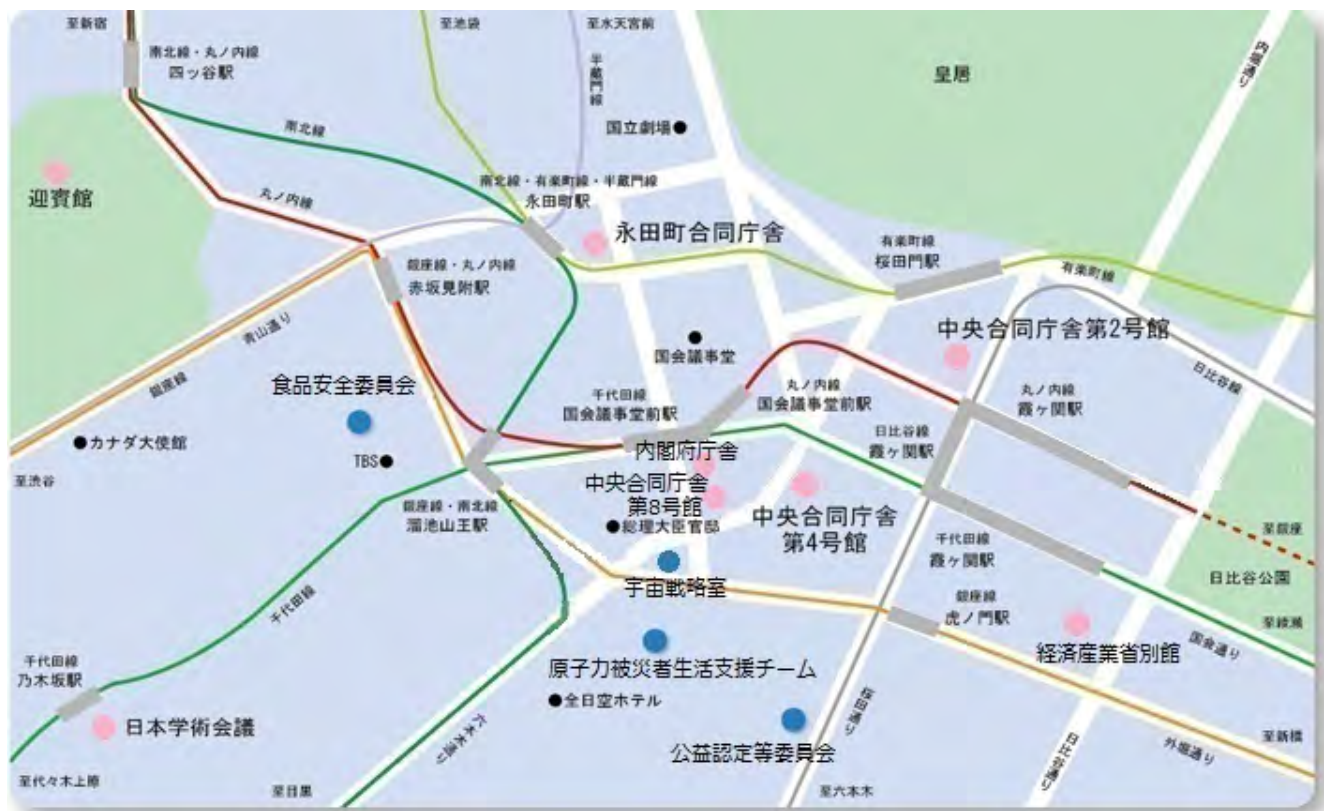 至新宿
至池袋
至水天宮前
内堀通り
南北線・丸ノ内線
四ッ谷駅
半蔵門線
皇居
国立劇場
南北線
迎賓館
丸ノ内線
南北線・有楽町線・半蔵門線
永田町駅
永田町合同庁舎
有楽町線
桜田門駅
有楽町線
銀座線・丸ノ内線
赤坂見附駅
青山通り
銀座線
国会議事堂
中央合同庁舎第2号館
日比谷線
食品安全委員会
千代田線
国会議事堂前駅
丸ノ内線
国会議事堂前駅
丸ノ内線
霞ヶ関駅
カナダ大使館
TBS
日比谷線
霞ヶ関駅
内閣府庁舎
至渋谷
中央合同庁舎
第8号館
中央合同庁舎
第4号館
銀座線・南北線
溜池山王駅
総理大臣官邸
至銀座
千代田線
霞ヶ関駅
日比谷公園
宇宙戦略室
千代田線
銀座線
虎ノ門駅
至綾瀬
国会通り
経済産業省別館
千代田線
乃木坂駅
原子力被災者生活支援チーム
全日空ホテル
日本学術会議
六本木通り
桜田通り
日比谷通り
外堀通り
至新橋
公益認定等委員会
至代々木上原
至目黒
至六本木